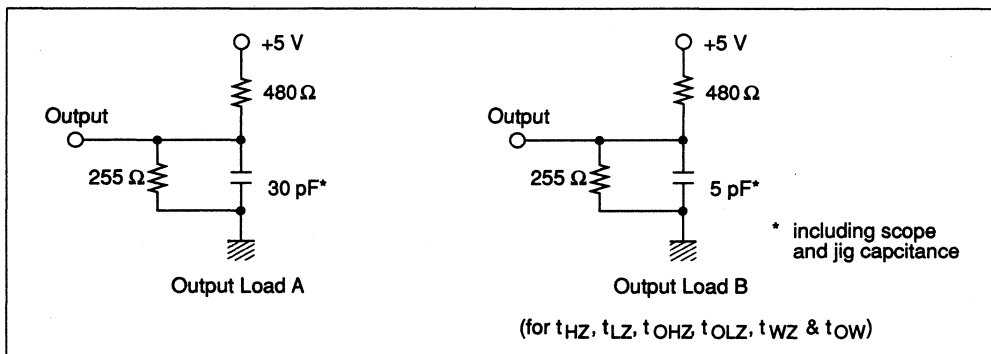 +5 V
480 Ω
Output
255 Ω
30 pF*
Output Load A
+5 V
480 Ω
Output
255 Ω
5 pF*
* including scope
and jig capcitance
Output Load B
(for tHZ, tLZ, tOHZ, tOLZ, tWZ & tOW)